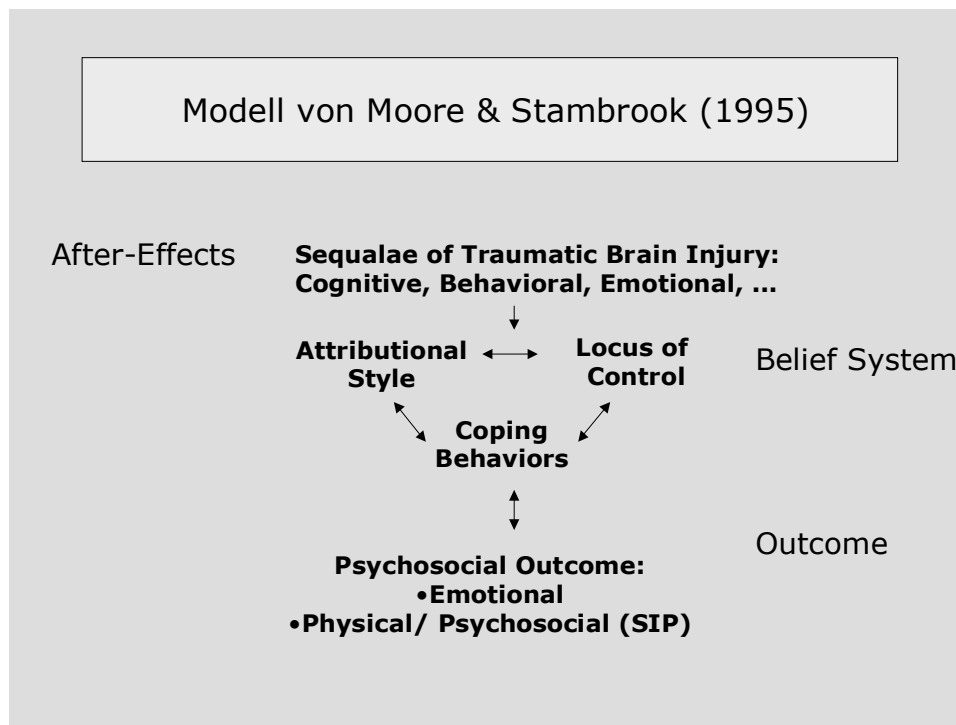 Modell von Moore & Stambrook (1995)
After-Effects
Sequalae of Traumatic Brain Injury:
Cognitive, Behavioral, Emotional, ...
Attributional
Style
Locus of
Control
Belief System
Coping
Behaviors
Outcome
Psychosocial Outcome:
•Emotional
•Physical/ Psychosocial (SIP)